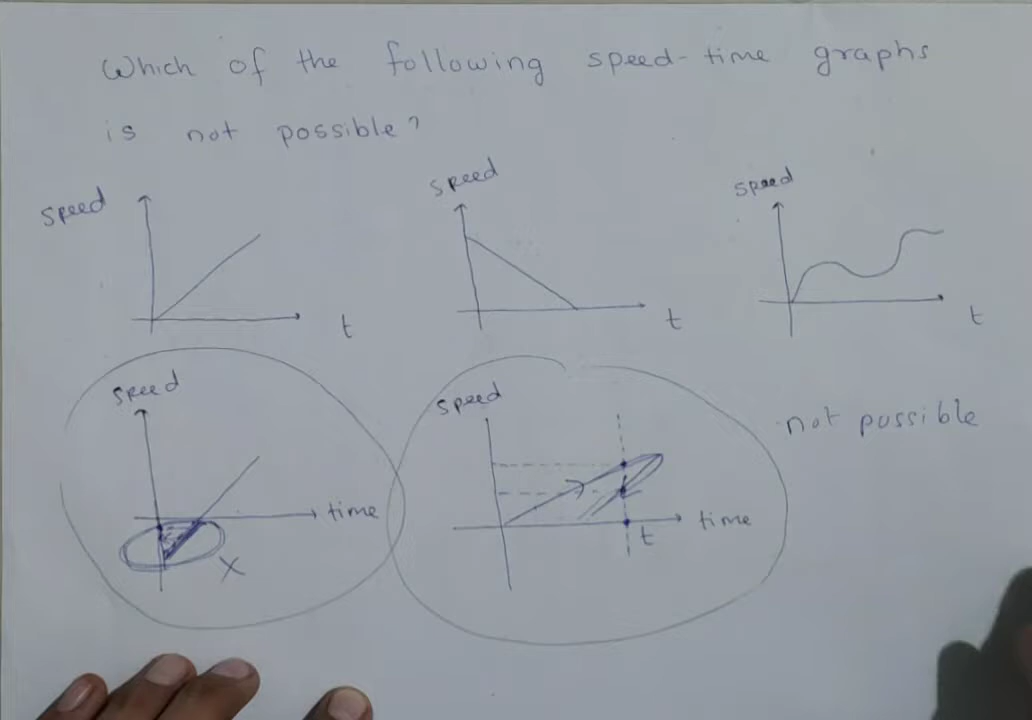 Which of the following speed-time graphs
is not possible?
speed
t
speed
t
speed
t
speed
time
X
speed
time
t
not possible